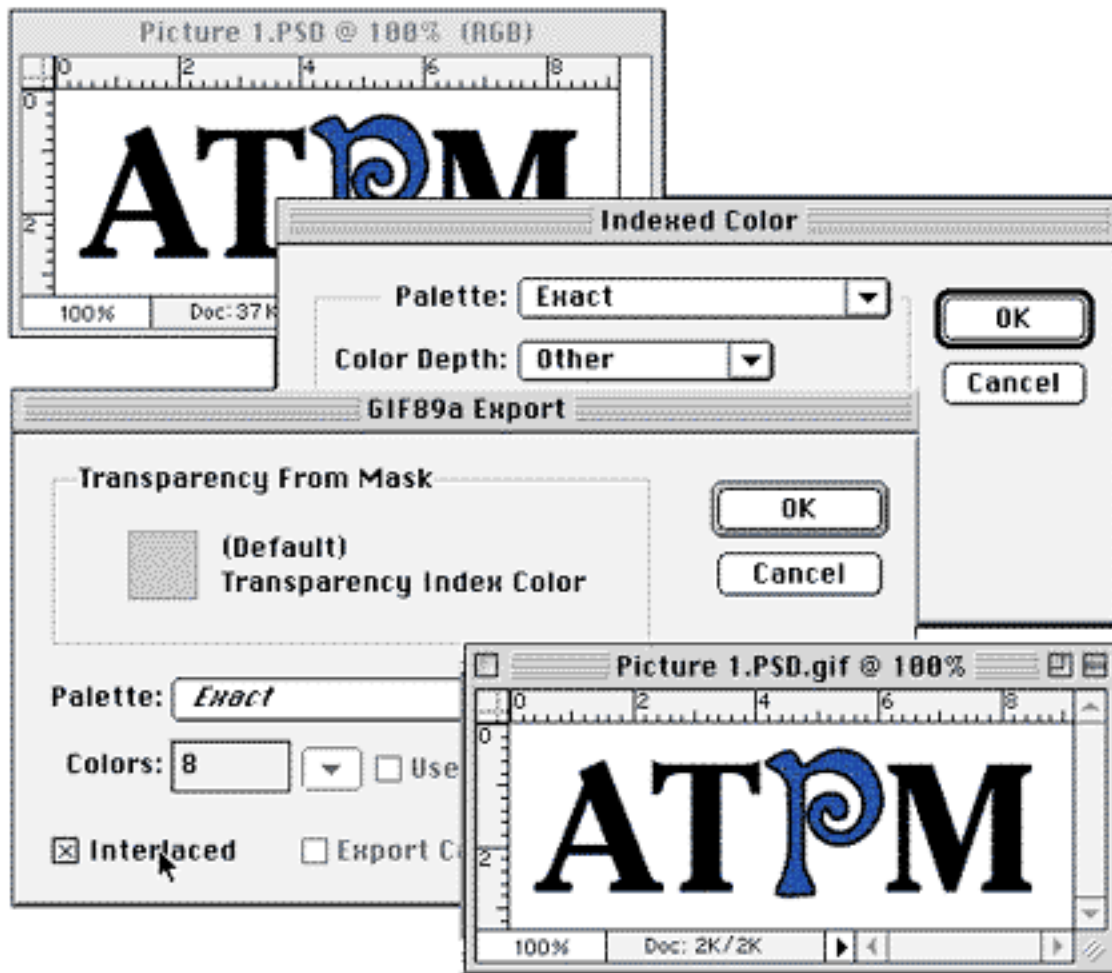 Picture 1.PSD @ 100% (RGB)
0 2 4 6 8
0
ATPM
2
100% Doc: 37K
Indexed Color
Palette: Exact
OK
Color Depth: Other
Cancel
GIF89a Export
Transparency From Mask
OK
(Default)
Transparency Index Color
Cancel
Picture 1.PSD.gif @ 100%
Palette: Exact
0 2 4 6 8
0
Colors: 8
Use
ATPM
Interlaced
Export
2
100% Doc: 2K/2K